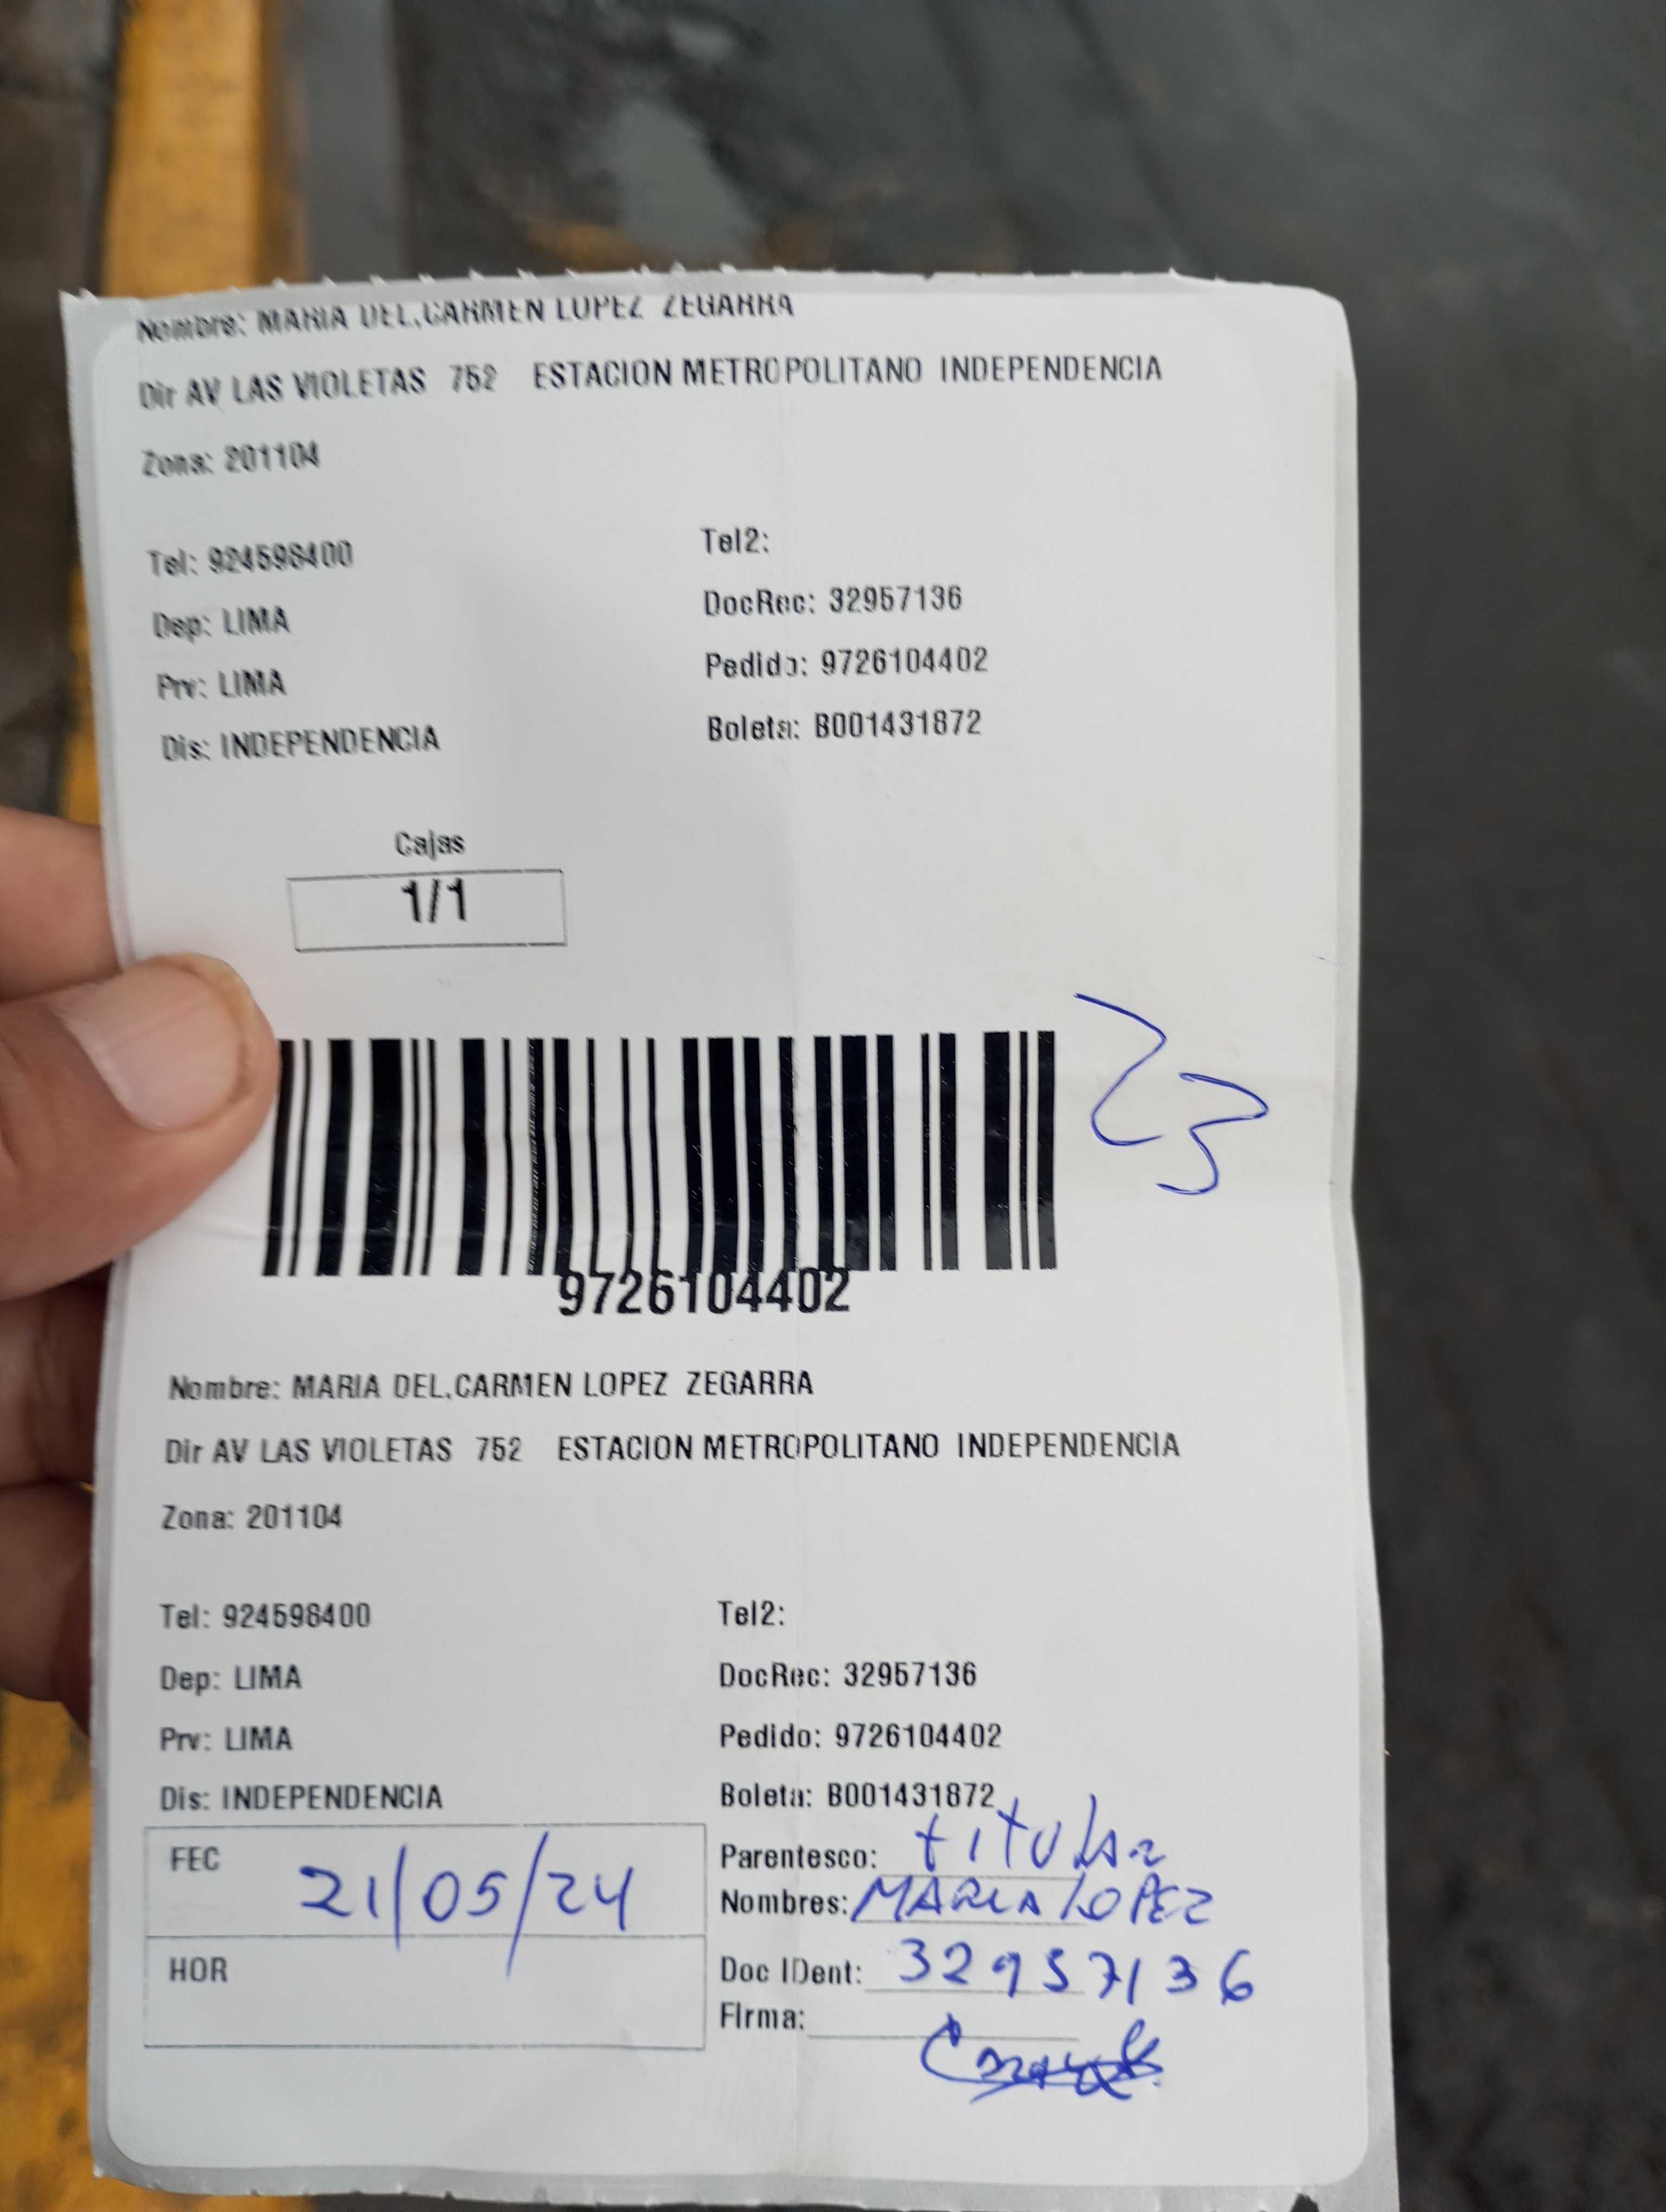 Nombre: MARIA DEL,CARMEN LOPEZ ZEGARRA
Dir AV LAS VIOLETAS 752 ESTACION METROPOLITANO INDEPENDENCIA
Zona: 201104
Tel: 924598400 Tel2:
Dep: LIMA DocRec: 32957136
Prv: LIMA Pedido: 9726104402
Dis: INDEPENDENCIA Boleta: B001431872
Cajas
1/1
23
9726104402
Nombre: MARIA DEL,CARMEN LOPEZ ZEGARRA
Dir AV LAS VIOLETAS 752 ESTACION METROPOLITANO INDEPENDENCIA
Zona: 201104
Tel: 924598400 Tel2:
Dep: LIMA DocRec: 32957136
Prv: LIMA Pedido: 9726104402
Dis: INDEPENDENCIA Boleta: B001431872
FEC 21/05/24 Parentesco: titular
Nombres: MARIA LOPEZ
HOR Doc IDent: 32957136
Firma: